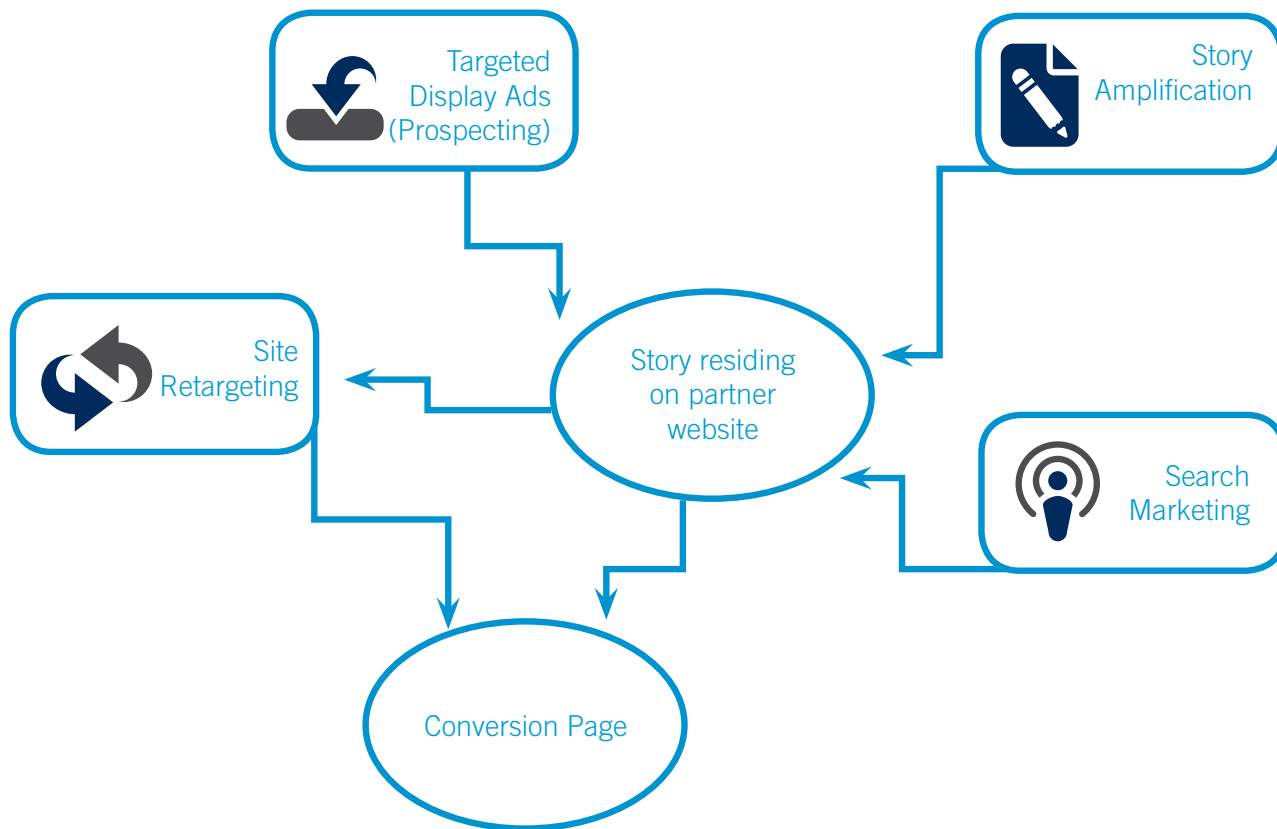 Targeted
Display Ads
(Prospecting)
Story
Amplification
Site
Retargeting
Story residing
on partner
website
Search
Marketing
Conversion Page